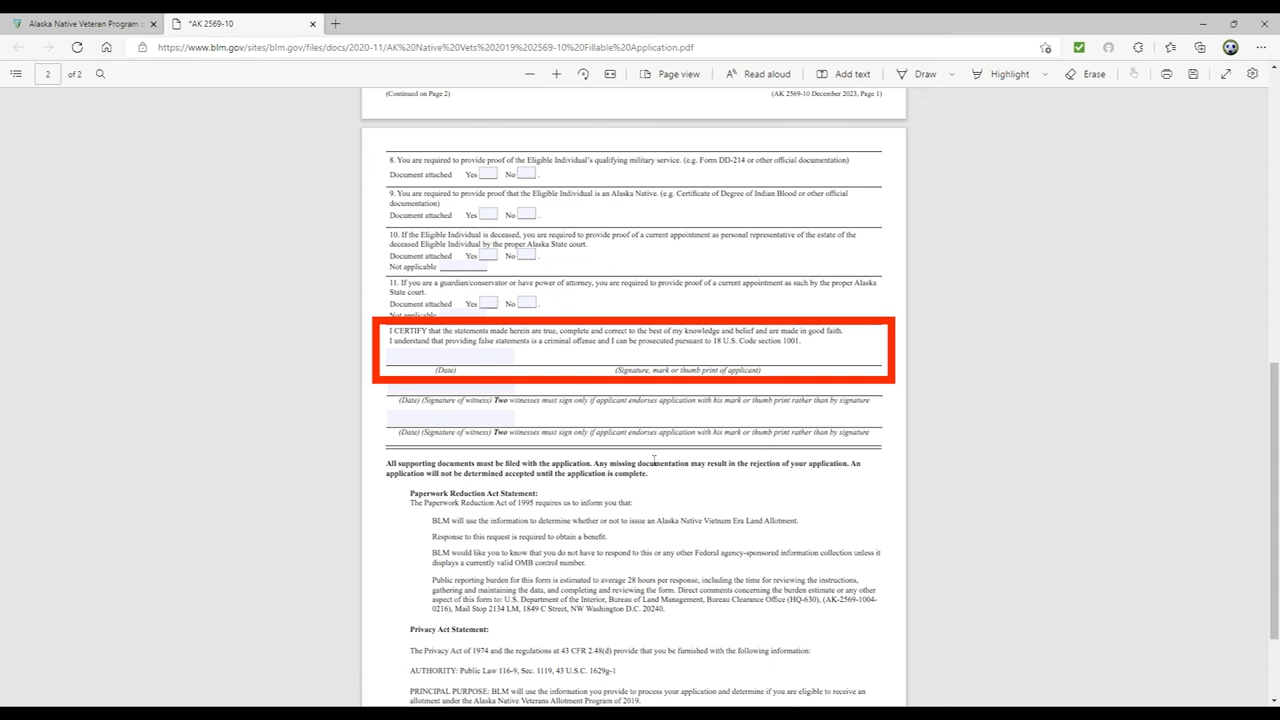 Alaska Native Veteran Program o
*AK 2569-10
https://www.blm.gov/sites/blm.gov/files/docs/2020-11/AK%20Native%20Vets%202019%202569-10%20Fillable%20Application.pdf
2 of 2 Page view Read aloud Add text Draw Highlight Erase
(Continued on Page 2) (AK 2569-10 December 2023, Page 1)
8. You are required to provide proof of the Eligible Individual's qualifying military service. (e.g. Form DD-214 or other official documentation)
Document attached Yes No .
9. You are required to provide proof that the Eligible Individual is an Alaska Native. (e.g. Certificate of Degree of Indian Blood or other official
documentation)
Document attached Yes No .
10. If the Eligible Individual is deceased, you are required to provide proof of a current appointment as personal representative of the estate of the
deceased Eligible Individual by the proper Alaska State court.
Document attached Yes No .
Not applicable
11. If you are a guardian/conservator or have power of attorney, you are required to provide proof of a current appointment as such by the proper Alaska
State court.
Document attached Yes No .
Not applicable
I CERTIFY that the statements made herein are true, complete and correct to the best of my knowledge and belief and are made in good faith.
I understand that providing false statements is a criminal offense and I can be prosecuted pursuant to 18 U.S. Code section 1001.
(Date) (Signature, mark or thumb print of applicant)
(Date) (Signature of witness) Two witnesses must sign only if applicant endorses application with his mark or thumb print rather than by signature
(Date) (Signature of witness) Two witnesses must sign only if applicant endorses application with his mark or thumb print rather than by signature
All supporting documents must be filed with the application. Any missing documentation may result in the rejection of your application. An
application will not be determined accepted until the application is complete.
Paperwork Reduction Act Statement:
The Paperwork Reduction Act of 1995 requires us to inform you that:
BLM will use the information to determine whether or not to issue an Alaska Native Vietnam Era Land Allotment.
Response to this request is required to obtain a benefit.
BLM would like you to know that you do not have to respond to this or any other Federal agency-sponsored information collection unless it
displays a currently valid OMB control number.
Public reporting burden for this form is estimated to average 28 hours per response, including the time for reviewing the instructions,
gathering and maintaining the data, and completing and reviewing the form. Direct comments concerning the burden estimate or any other
aspect of this form to: U.S. Department of the Interior, Bureau of Land Management, Bureau Clearance Office (HQ-630), (AK-2569-1004-
0216), Mail Stop 2134 LM, 1849 C Street, NW Washington D.C. 20240.
Privacy Act Statement:
The Privacy Act of 1974 and the regulations at 43 CFR 2.48(d) provide that you be furnished with the following information:
AUTHORITY: Public Law 116-9, Sec. 1119, 43 U.S.C. 1629g-1
PRINCIPAL PURPOSE: BLM will use the information you provide to process your application and determine if you are eligible to receive an
allotment under the Alaska Native Veterans Allotment Program of 2019.